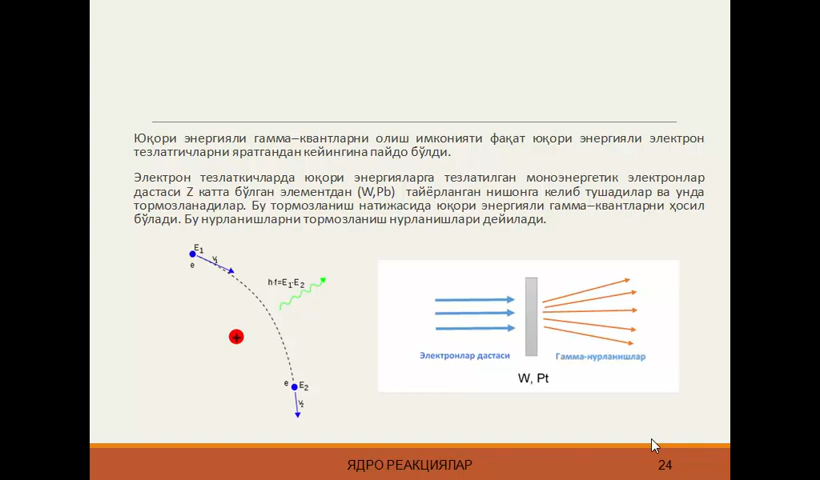 Юқори энергияли гамма–квантларни олиш имконияти фақат юқори энергияли электрон
тезлатгичларни яратгандан кейингина пайдо бўлди.
Электрон тезлаткичларда юқори энергияларга тезлатилган моноэнергетик электронлар
дастаси Z катта бўлган элементдан (W,Pb) тайёрланган нишонга келиб тушадилар ва унда
тормозланадилар. Бу тормозланиш натижасида юқори энергияли гамма–квантларни ҳосил
бўлади. Бу нурланишларни тормозланиш нурланишлари дейилади.
E1
v1
e
h·f=E1-E2
+
e
E2
v2
Электронлар дастаси
Гамма-нурланишлар
W, Pt
ЯДРО РЕАКЦИЯЛАР
24